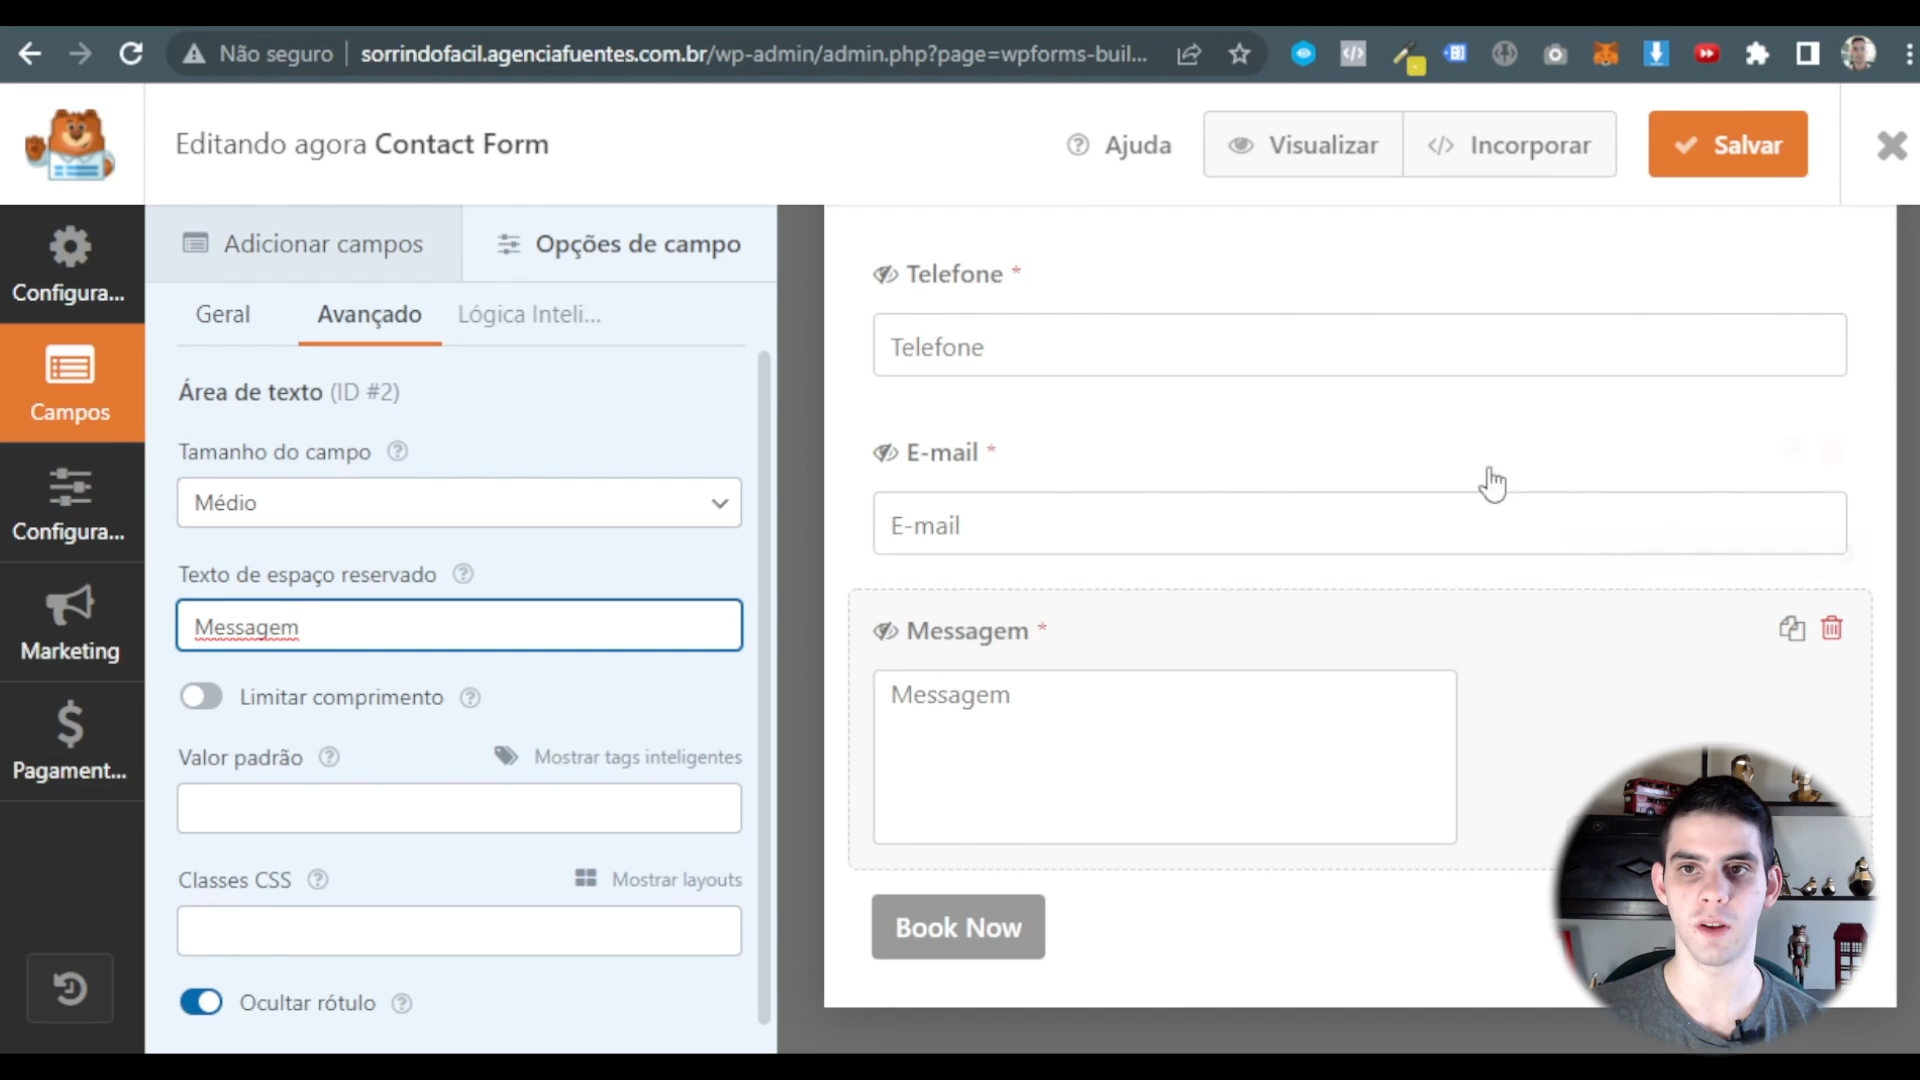 Não seguro
sorrindofacil.agenciafuentes.com.br/wp-admin/admin.php?page=wpforms-buil...
Editando agora Contact Form
Ajuda
Visualizar
</> Incorporar
Salvar
Configura...
Campos
Configura...
Marketing
Pagament...
Adicionar campos
Opções de campo
Geral
Avançado
Lógica Inteli...
Área de texto (ID #2)
Tamanho do campo
Médio
Texto de espaço reservado
Messagem
Limitar comprimento
Valor padrão
Mostrar tags inteligentes
Classes CSS
Mostrar layouts
Ocultar rótulo
Telefone *
Telefone
E-mail *
E-mail
Messagem *
Messagem
Book Now